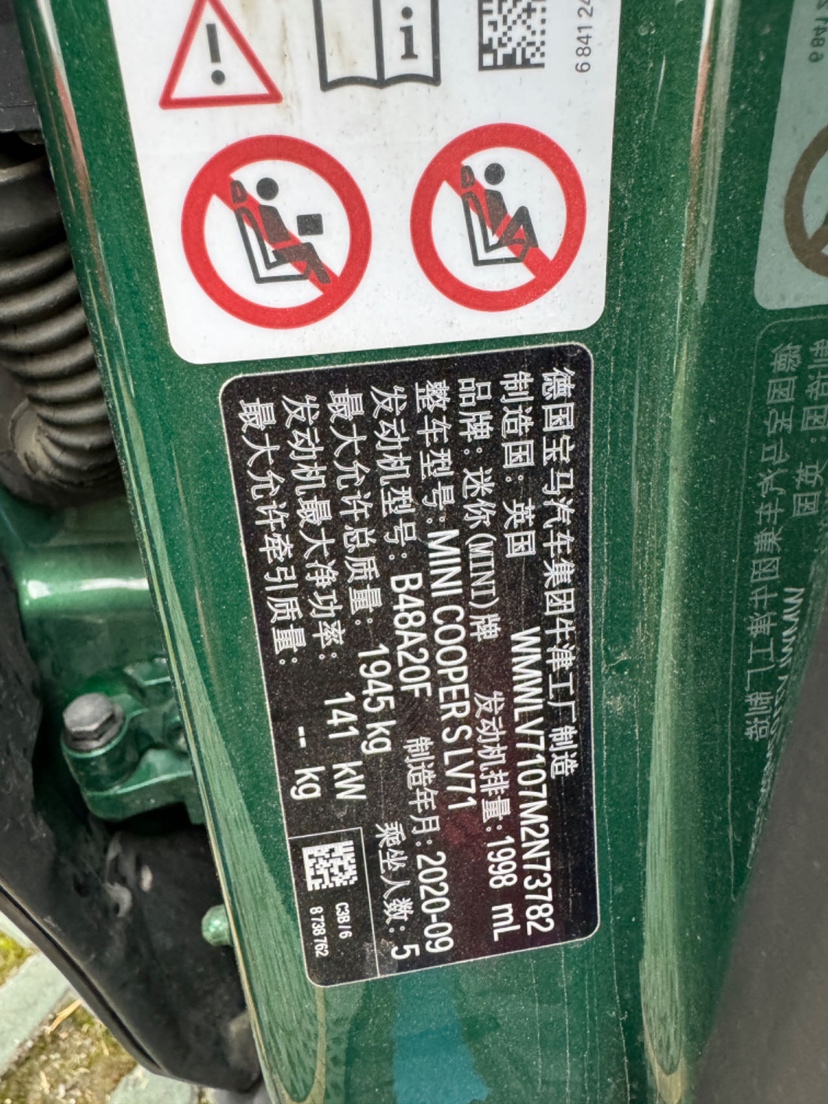 6 841 24
德国宝马汽车集团牛津工厂制造
制造国：英国 WMWLV7107M2N73782
品牌：迷你(MINI)牌 发动机排量：1998 mL
整车型号：MINI COOPER S LV71
发动机型号：B48A20F 制造年月：2020-09
最大允许总质量：1945 kg 乘坐人数：5
发动机最大净功率：141 kW
最大允许牵引质量：-- kg
C3B / 6
8 738 762